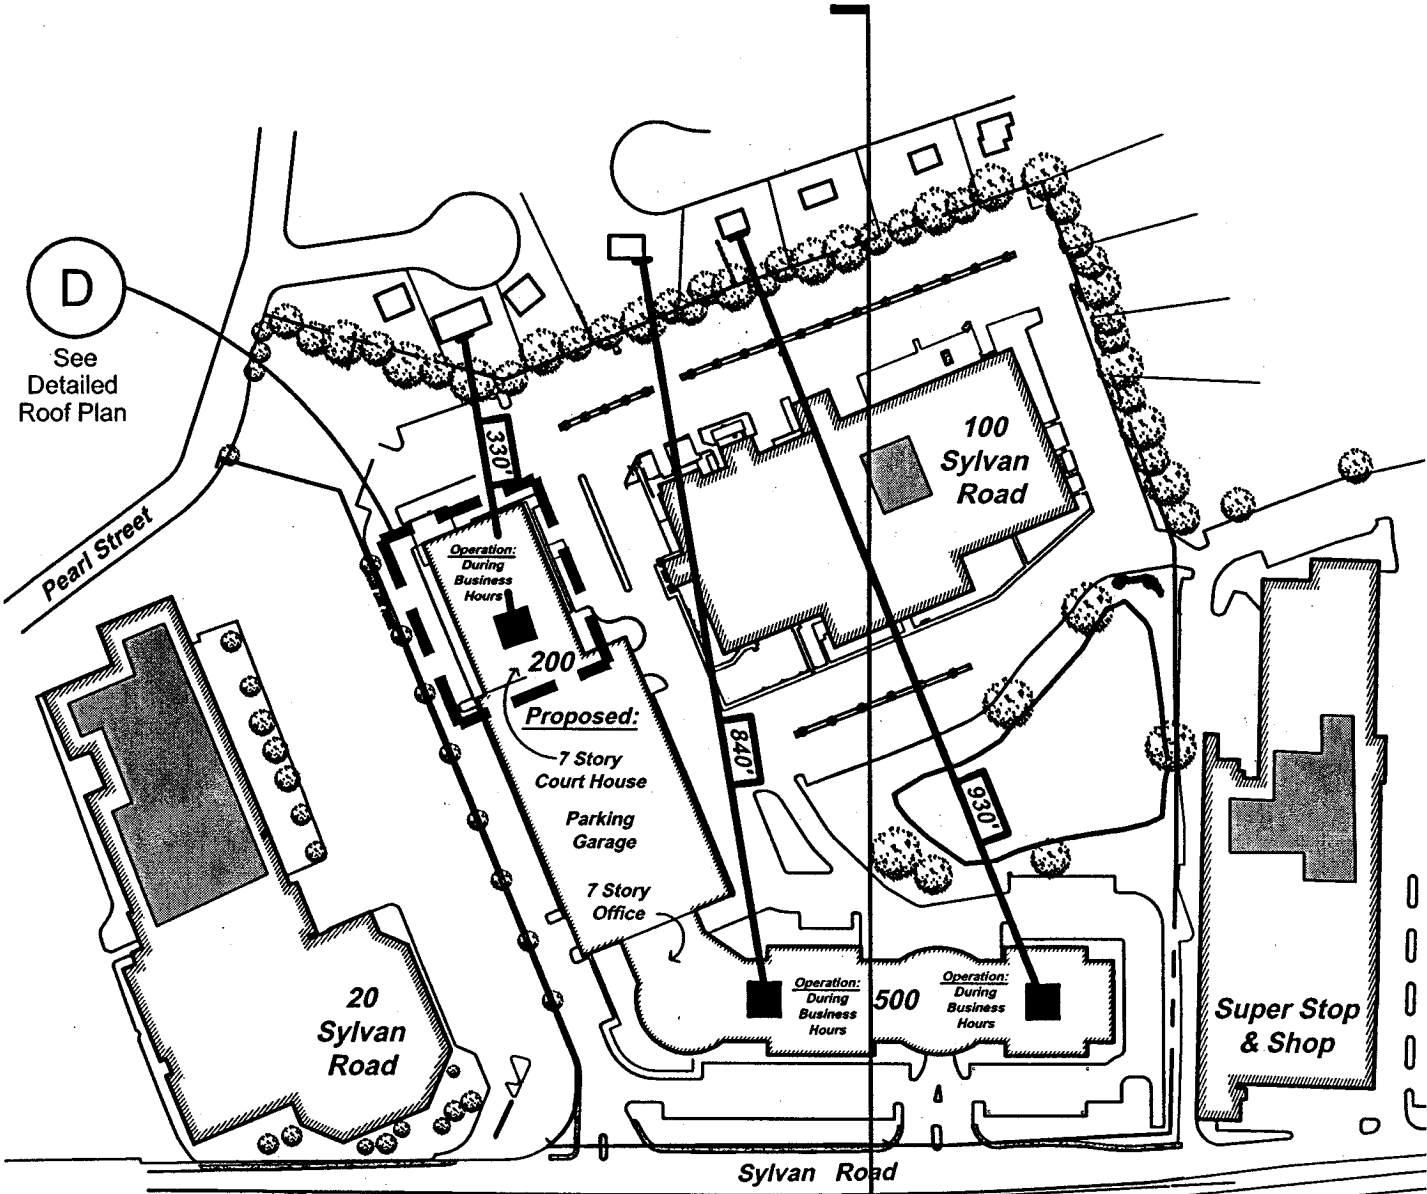 D
See
Detailed
Roof Plan
Pearl Street
330'
Operation:
During
Business
Hours
200
Proposed:
7 Story
Court House
Parking
Garage
7 Story
Office
100
Sylvan
Road
840'
930'
Operation:
During
Business
Hours
500
Operation:
During
Business
Hours
20
Sylvan
Road
Super Stop
& Shop
Sylvan Road